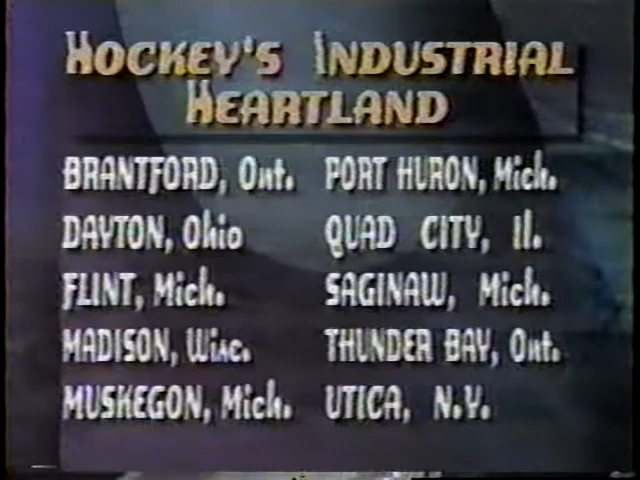 HOCKEY'S INDUSTRIAL
HEARTLAND
BRANTFORD, Ont.
DAYTON, Ohio
FLINT, Mich.
MADISON, Wisc.
MUSKEGON, Mich.
PORT HURON, Mich.
QUAD CITY, Il.
SAGINAW, Mich.
THUNDER BAY, Ont.
UTICA, N.Y.